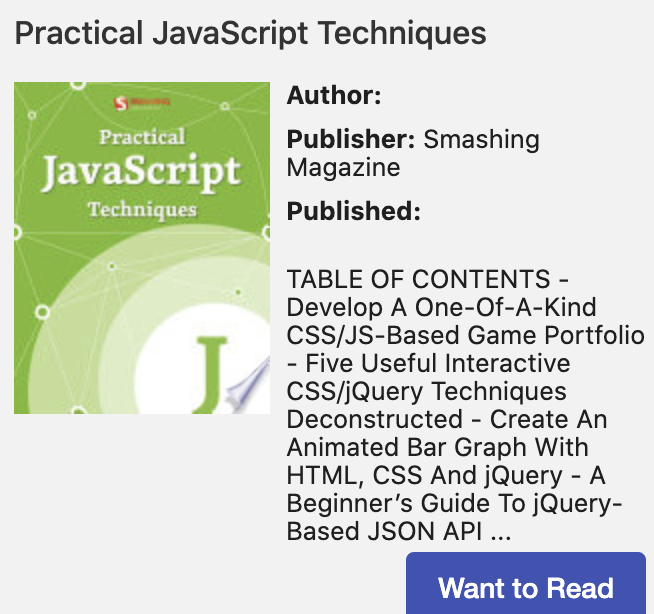 Practical JavaScript Techniques
Practical
JavaScript
Techniques
J
Author:
Publisher: Smashing
Magazine
Published:
TABLE OF CONTENTS -
Develop A One-Of-A-Kind
CSS/JS-Based Game Portfolio
- Five Useful Interactive
CSS/jQuery Techniques
Deconstructed - Create An
Animated Bar Graph With
HTML, CSS And jQuery - A
Beginner’s Guide To jQuery-
Based JSON API ...
Want to Read